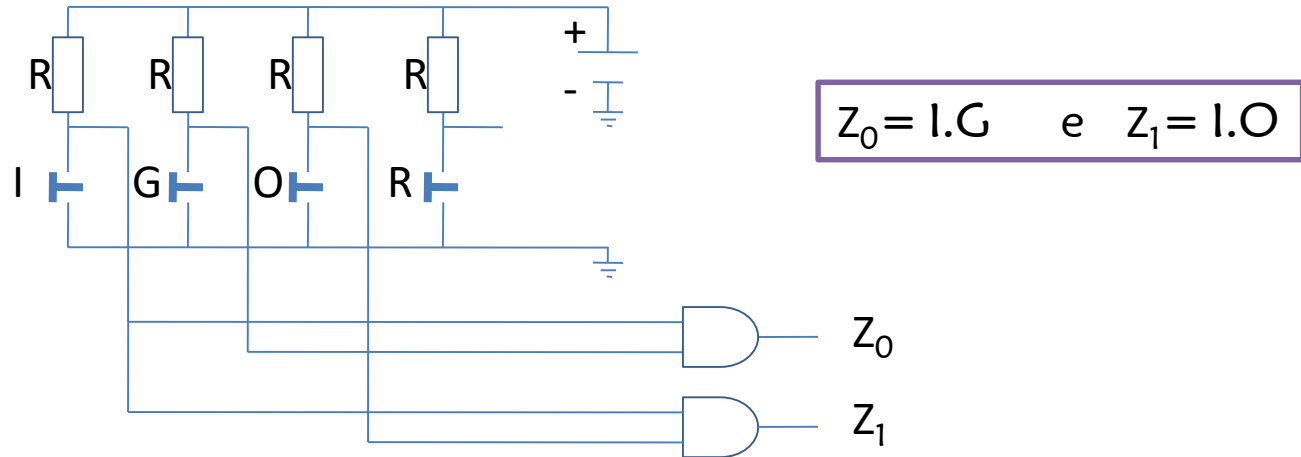 +
R R R R
-
Z₀= I.G e Z₁= I.O
I G O R
Z₀
Z₁